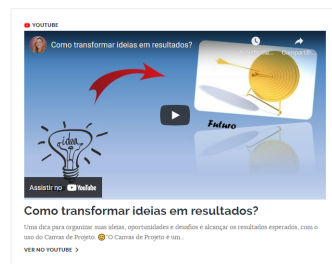 YOUTUBE
Como transformar ideias em resultados?
Compartil...
idea
Futuro
Assistir no YouTube
Como transformar ideias em resultados?
Uma dica para organizar suas ideias, oportunidades e desafios e alcançar os resultados esperados, com o
uso do Canvas de Projeto. 😉"O Canvas de Projeto é um...
VER NO YOUTUBE >